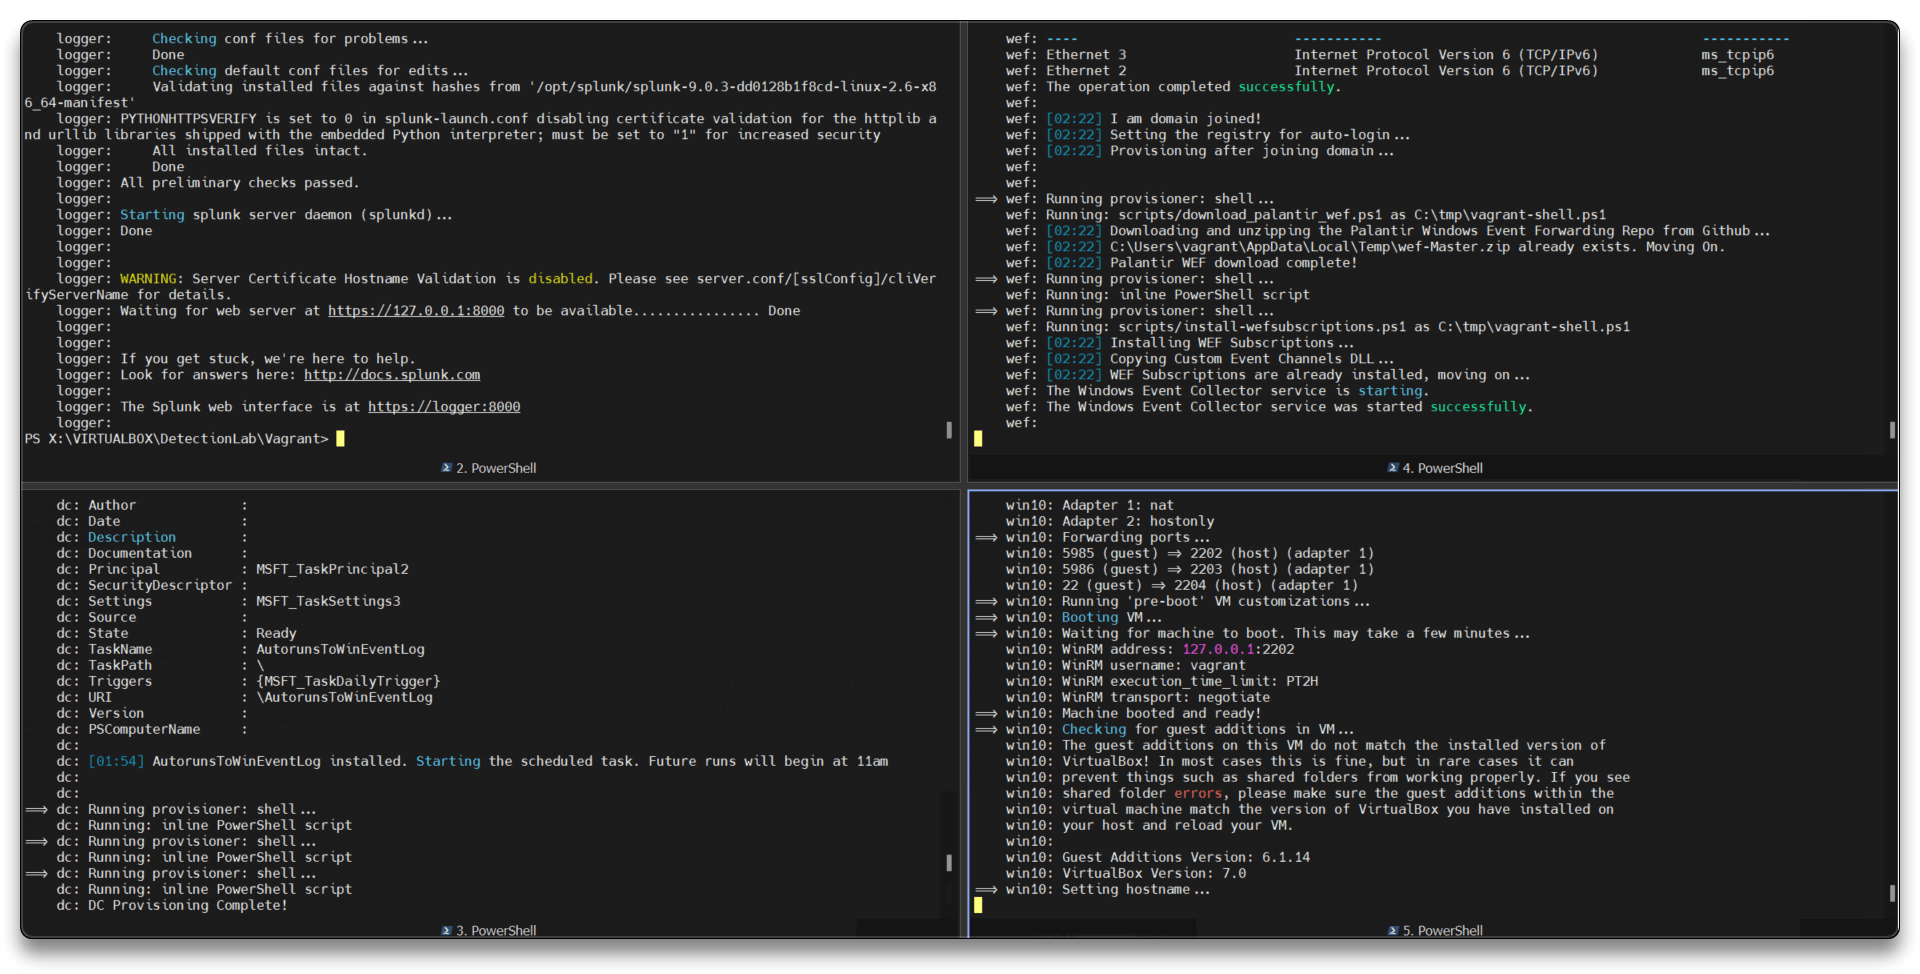 logger:     Checking conf files for problems...
logger:     Done
logger:     Checking default conf files for edits...
logger:     Validating installed files against hashes from '/opt/splunk/splunk-9.0.3-dd0128b1f8cd-linux-2.6-x8
6_64-manifest'
logger: PYTHONHTTPSVERIFY is set to 0 in splunk-launch.conf disabling certificate validation for the httplib a
nd urllib libraries shipped with the embedded Python interpreter; must be set to "1" for increased security
logger:     All installed files intact.
logger:     Done
logger: All preliminary checks passed.
logger:
logger: Starting splunk server daemon (splunkd)...
logger: Done
logger:
logger:
logger: WARNING: Server Certificate Hostname Validation is disabled. Please see server.conf/[sslConfig]/cliVer
ifyServerName for details.
logger: Waiting for web server at https://127.0.0.1:8000 to be available................ Done
logger:
logger:
logger: If you get stuck, we're here to help.
logger: Look for answers here: http://docs.splunk.com
logger:
logger: The Splunk web interface is at https://logger:8000
logger:
PS X:\VIRTUALBOX\DetectionLab\Vagrant>
2. PowerShell
wef: ----                           -----------                                        -----------
wef: Ethernet 3                     Internet Protocol Version 6 (TCP/IPv6)             ms_tcpip6
wef: Ethernet 2                     Internet Protocol Version 6 (TCP/IPv6)             ms_tcpip6
wef: The operation completed successfully.
wef:
wef: [02:22] I am domain joined!
wef: [02:22] Setting the registry for auto-login...
wef: [02:22] Provisioning after joining domain...
wef:
wef:
==> wef: Running provisioner: shell...
wef: Running: scripts/download_palantir_wef.ps1 as C:\tmp\vagrant-shell.ps1
wef: [02:22] Downloading and unzipping the Palantir Windows Event Forwarding Repo from Github...
wef: [02:22] C:\Users\vagrant\AppData\Local\Temp\wef-Master.zip already exists. Moving On.
wef: [02:22] Palantir WEF download complete!
==> wef: Running provisioner: shell...
wef: Running: inline PowerShell script
==> wef: Running provisioner: shell...
wef: Running: scripts/install-wefsubscriptions.ps1 as C:\tmp\vagrant-shell.ps1
wef: [02:22] Installing WEF Subscriptions...
wef: [02:22] Copying Custom Event Channels DLL...
wef: [02:22] WEF Subscriptions are already installed, moving on...
wef: The Windows Event Collector service is starting.
wef: The Windows Event Collector service was started successfully.
wef:
4. PowerShell
dc: Author             :
dc: Date               :
dc: Description        :
dc: Documentation      :
dc: Principal          : MSFT_TaskPrincipal2
dc: SecurityDescriptor :
dc: Settings           : MSFT_TaskSettings3
dc: Source             :
dc: State              : Ready
dc: TaskName           : AutorunsToWinEventLog
dc: TaskPath           : \
dc: Triggers           : {MSFT_TaskDailyTrigger}
dc: URI                : \AutorunsToWinEventLog
dc: Version            :
dc: PSComputerName     :
dc:
dc: [01:54] AutorunsToWinEventLog installed. Starting the scheduled task. Future runs will begin at 11am
dc:
dc:
==> dc: Running provisioner: shell...
dc: Running: inline PowerShell script
==> dc: Running provisioner: shell...
dc: Running: inline PowerShell script
==> dc: Running provisioner: shell...
dc: Running: inline PowerShell script
dc: DC Provisioning Complete!
3. PowerShell
win10: Adapter 1: nat
win10: Adapter 2: hostonly
==> win10: Forwarding ports...
win10: 5985 (guest) => 2202 (host) (adapter 1)
win10: 5986 (guest) => 2203 (host) (adapter 1)
win10: 22 (guest) => 2204 (host) (adapter 1)
==> win10: Running 'pre-boot' VM customizations...
==> win10: Booting VM...
==> win10: Waiting for machine to boot. This may take a few minutes...
win10: WinRM address: 127.0.0.1:2202
win10: WinRM username: vagrant
win10: WinRM execution_time_limit: PT2H
win10: WinRM transport: negotiate
==> win10: Machine booted and ready!
==> win10: Checking for guest additions in VM...
win10: The guest additions on this VM do not match the installed version of
win10: VirtualBox! In most cases this is fine, but in rare cases it can
win10: prevent things such as shared folders from working properly. If you see
win10: shared folder errors, please make sure the guest additions within the
win10: virtual machine match the version of VirtualBox you have installed on
win10: your host and reload your VM.
win10:
win10: Guest Additions Version: 6.1.14
win10: VirtualBox Version: 7.0
==> win10: Setting hostname...
5. PowerShell